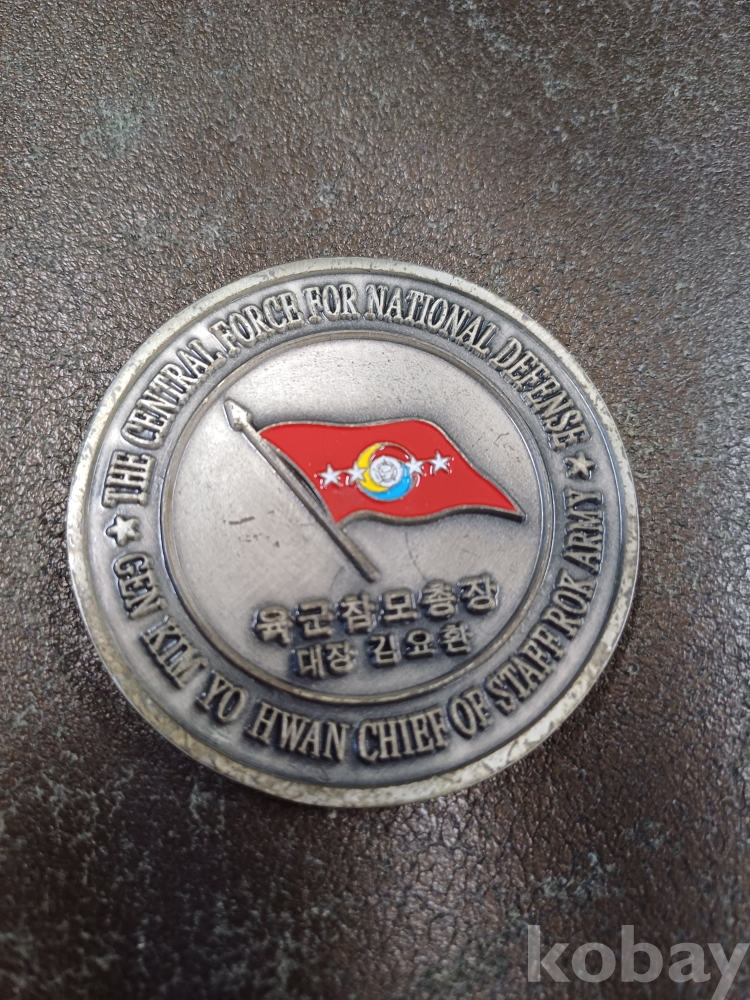 THE CENTRAL FORCE FOR NATIONAL DEFENSE
육군참모총장
대장 김요환
GEN KIM YO HWAN CHIEF OF STAFF ROK ARMY
kobay